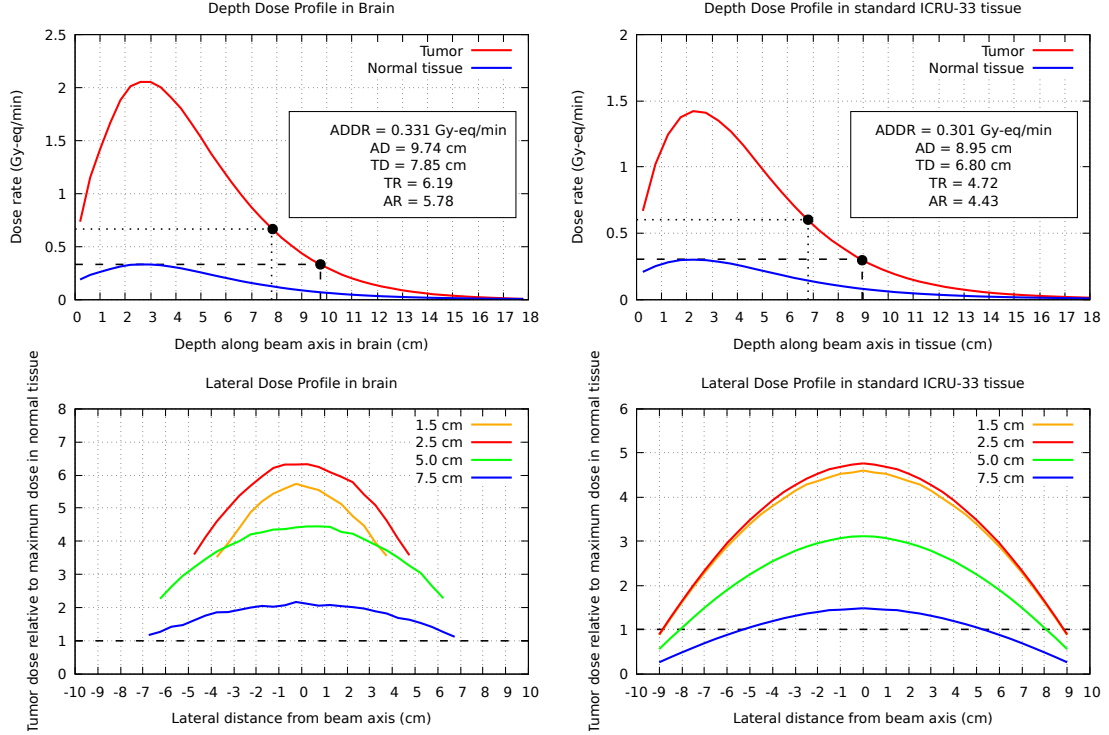 Depth Dose Profile in Brain
2.5
2
1.5
1
0.5
0
Dose rate (Gy-eq/min)
Tumor
Normal tissue
ADDR = 0.331 Gy-eq/min
AD = 9.74 cm
TD = 7.85 cm
TR = 6.19
AR = 5.78
0 1 2 3 4 5 6 7 8 9 10 11 12 13 14 15 16 17 18
Depth along beam axis in brain (cm)
Depth Dose Profile in standard ICRU-33 tissue
2
1.5
1
0.5
0
Dose rate (Gy-eq/min)
Tumor
Normal tissue
ADDR = 0.301 Gy-eq/min
AD = 8.95 cm
TD = 6.80 cm
TR = 4.72
AR = 4.43
0 1 2 3 4 5 6 7 8 9 10 11 12 13 14 15 16 17 18
Depth along beam axis in tissue (cm)
Lateral Dose Profile in brain
8
7
6
5
4
3
2
1
0
Tumor dose relative to maximum dose in normal tissue
1.5 cm
2.5 cm
5.0 cm
7.5 cm
-10 -9 -8 -7 -6 -5 -4 -3 -2 -1 0 1 2 3 4 5 6 7 8 9 10
Lateral distance from beam axis (cm)
Lateral Dose Profile in standard ICRU-33 tissue
6
5
4
3
2
1
0
Tumor dose relative to maximum dose in normal tissue
1.5 cm
2.5 cm
5.0 cm
7.5 cm
-10 -9 -8 -7 -6 -5 -4 -3 -2 -1 0 1 2 3 4 5 6 7 8 9 10
Lateral distance from beam axis (cm)